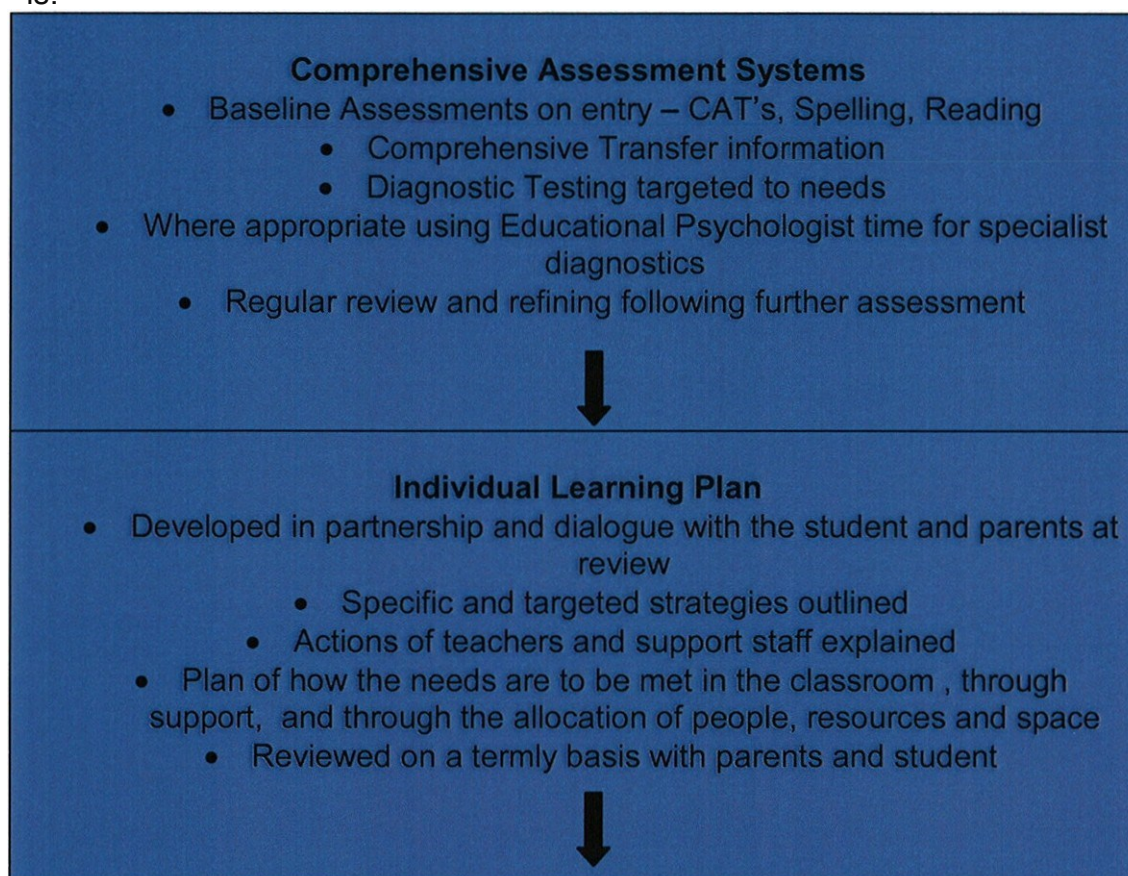 is:
Comprehensive Assessment Systems
• Baseline Assessments on entry – CAT's, Spelling, Reading
• Comprehensive Transfer information
• Diagnostic Testing targeted to needs
• Where appropriate using Educational Psychologist time for specialist
diagnostics
• Regular review and refining following further assessment
Individual Learning Plan
• Developed in partnership and dialogue with the student and parents at
review
• Specific and targeted strategies outlined
• Actions of teachers and support staff explained
• Plan of how the needs are to be met in the classroom , through
support,  and through the allocation of people, resources and space
• Reviewed on a termly basis with parents and student